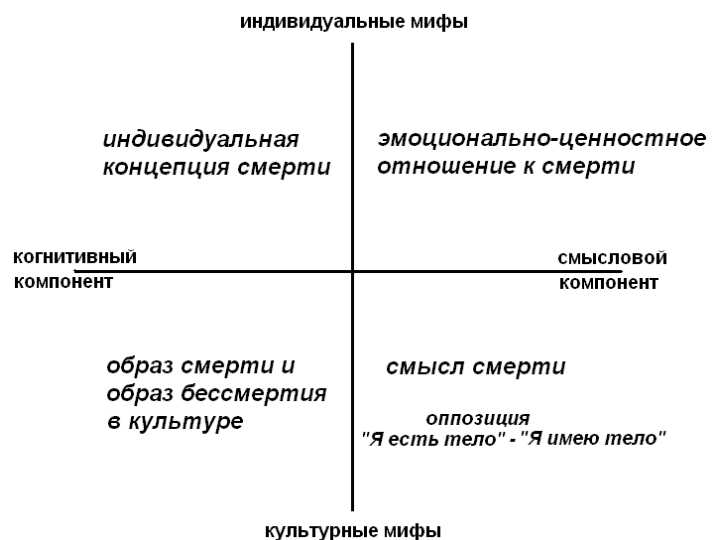 индивидуальные мифы
индивидуальная
концепция смерти
эмоционально-ценностное
отношение к смерти
когнитивный
компонент
смысловой
компонент
образ смерти и
образ бессмертия
в культуре
смысл смерти
оппозиция
"Я есть тело" - "Я имею тело"
культурные мифы